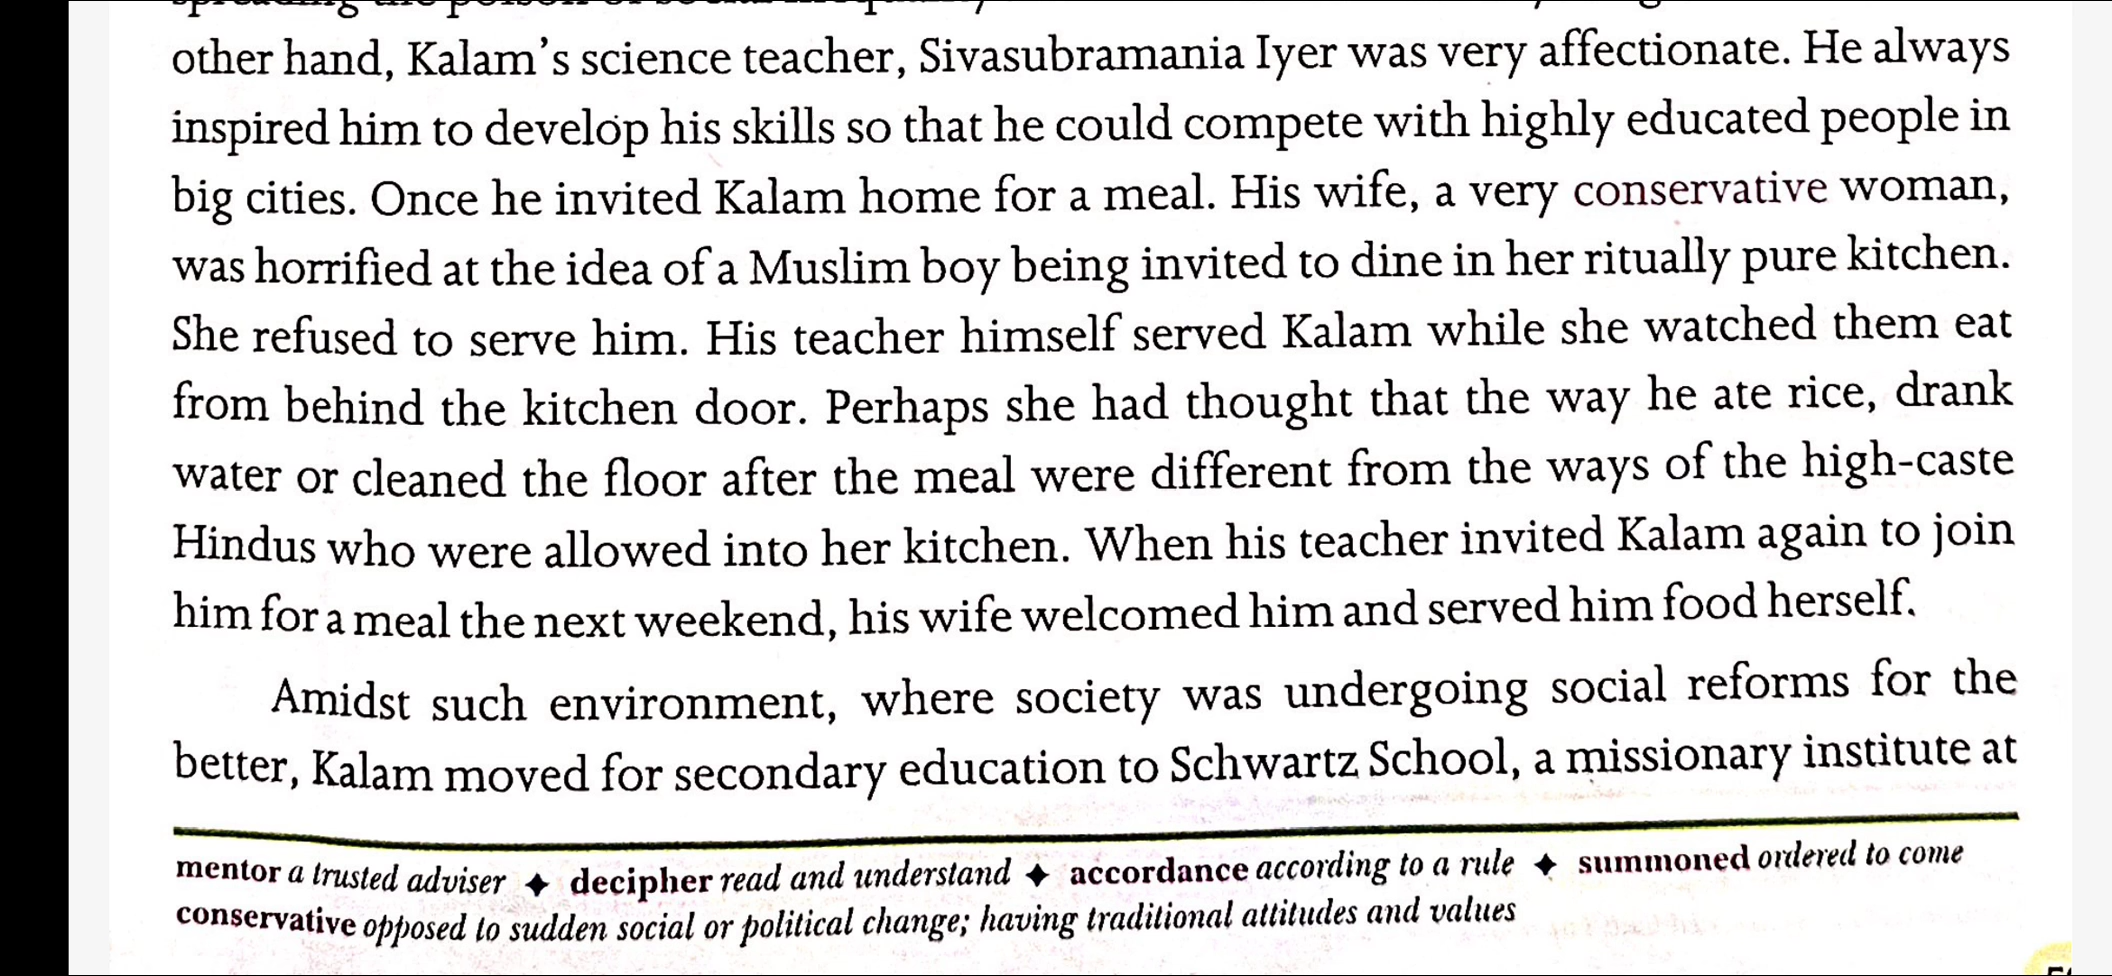 spreading the poison of social inequality
other hand, Kalam's science teacher, Sivasubramania Iyer was very affectionate. He always
inspired him to develop his skills so that he could compete with highly educated people in
big cities. Once he invited Kalam home for a meal. His wife, a very conservative woman,
was horrified at the idea of a Muslim boy being invited to dine in her ritually pure kitchen.
She refused to serve him. His teacher himself served Kalam while she watched them eat
from behind the kitchen door. Perhaps she had thought that the way he ate rice, drank
water or cleaned the floor after the meal were different from the ways of the high-caste
Hindus who were allowed into her kitchen. When his teacher invited Kalam again to join
him for a meal the next weekend, his wife welcomed him and served him food herself.
Amidst such environment, where society was undergoing social reforms for the
better, Kalam moved for secondary education to Schwartz School, a missionary institute at
mentor a trusted adviser ✦ decipher read and understand ✦ accordance according to a rule ✦ summoned ordered to come
conservative opposed to sudden social or political change; having traditional attitudes and values